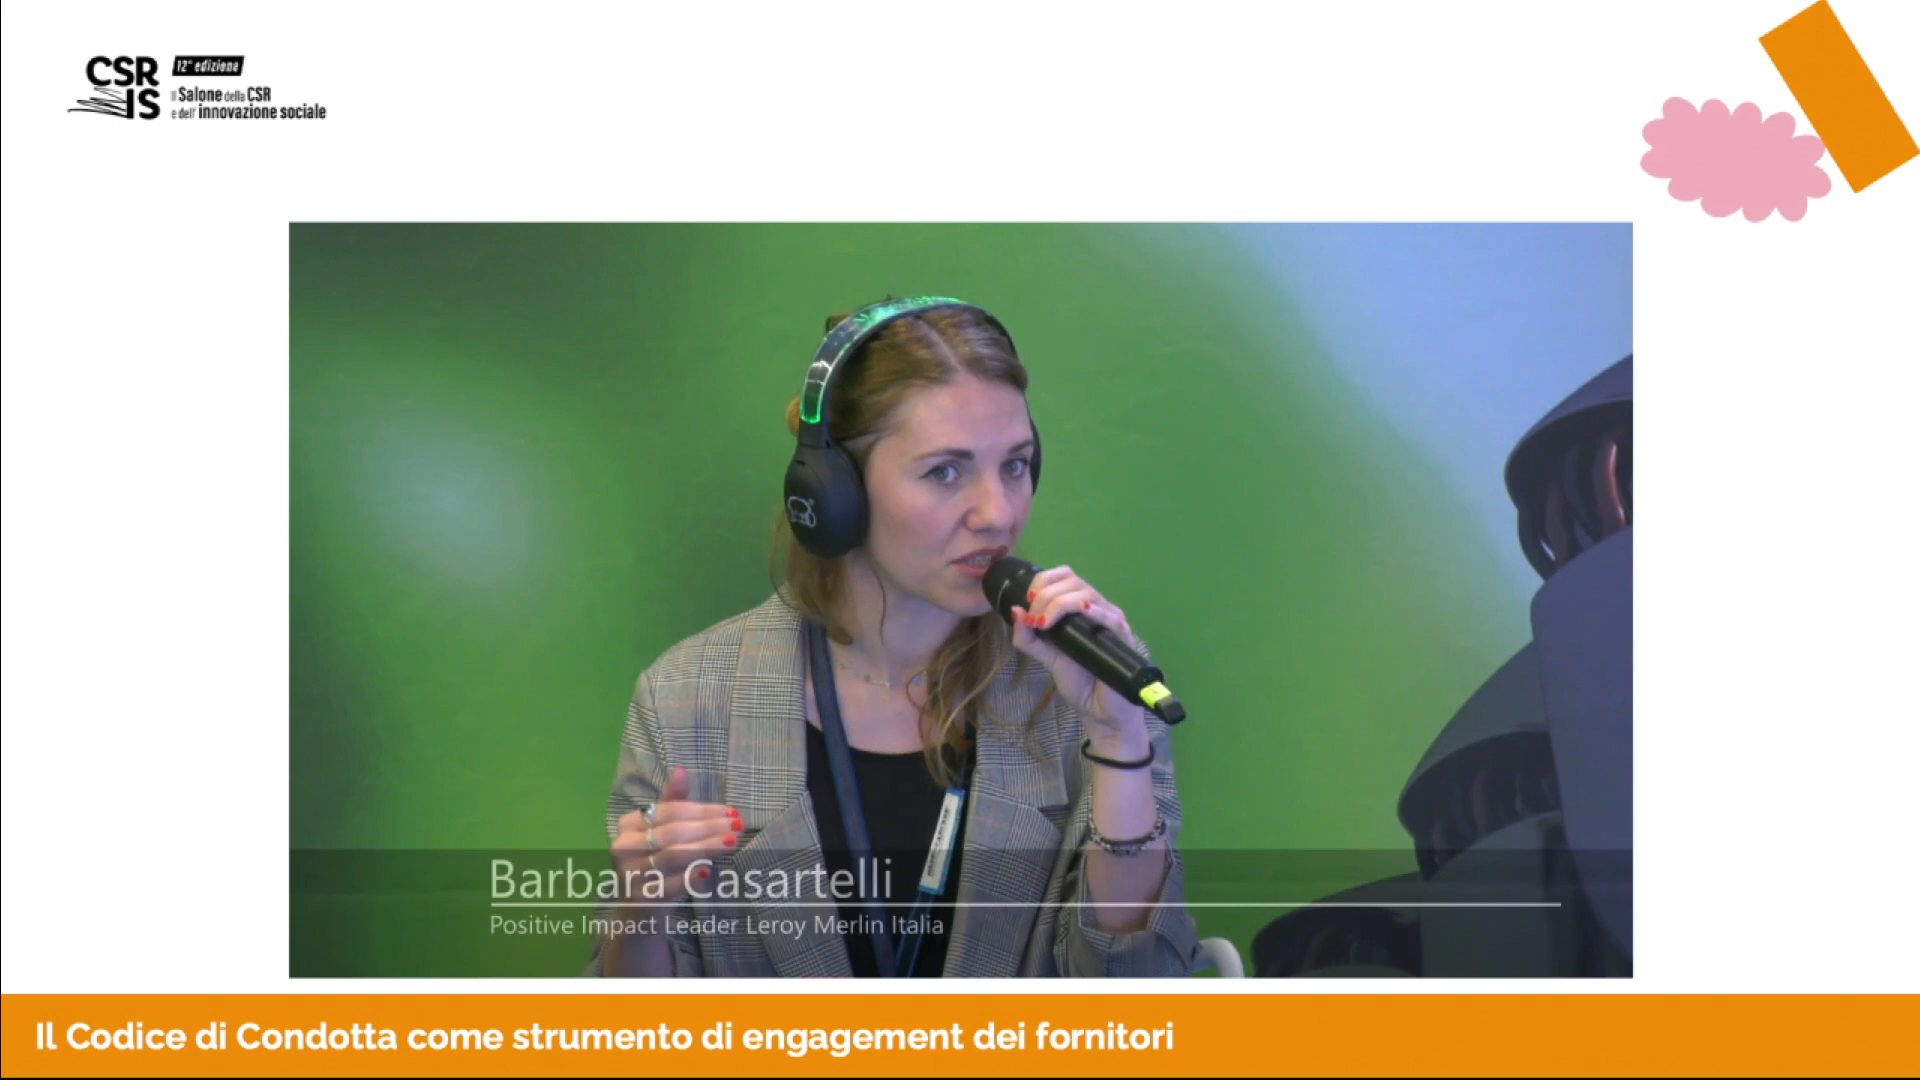 CSR
IS
12° edizione
il Salone della CSR
e dell'innovazione sociale
Barbara Casartelli
Positive Impact Leader Leroy Merlin Italia
Il Codice di Condotta come strumento di engagement dei fornitori